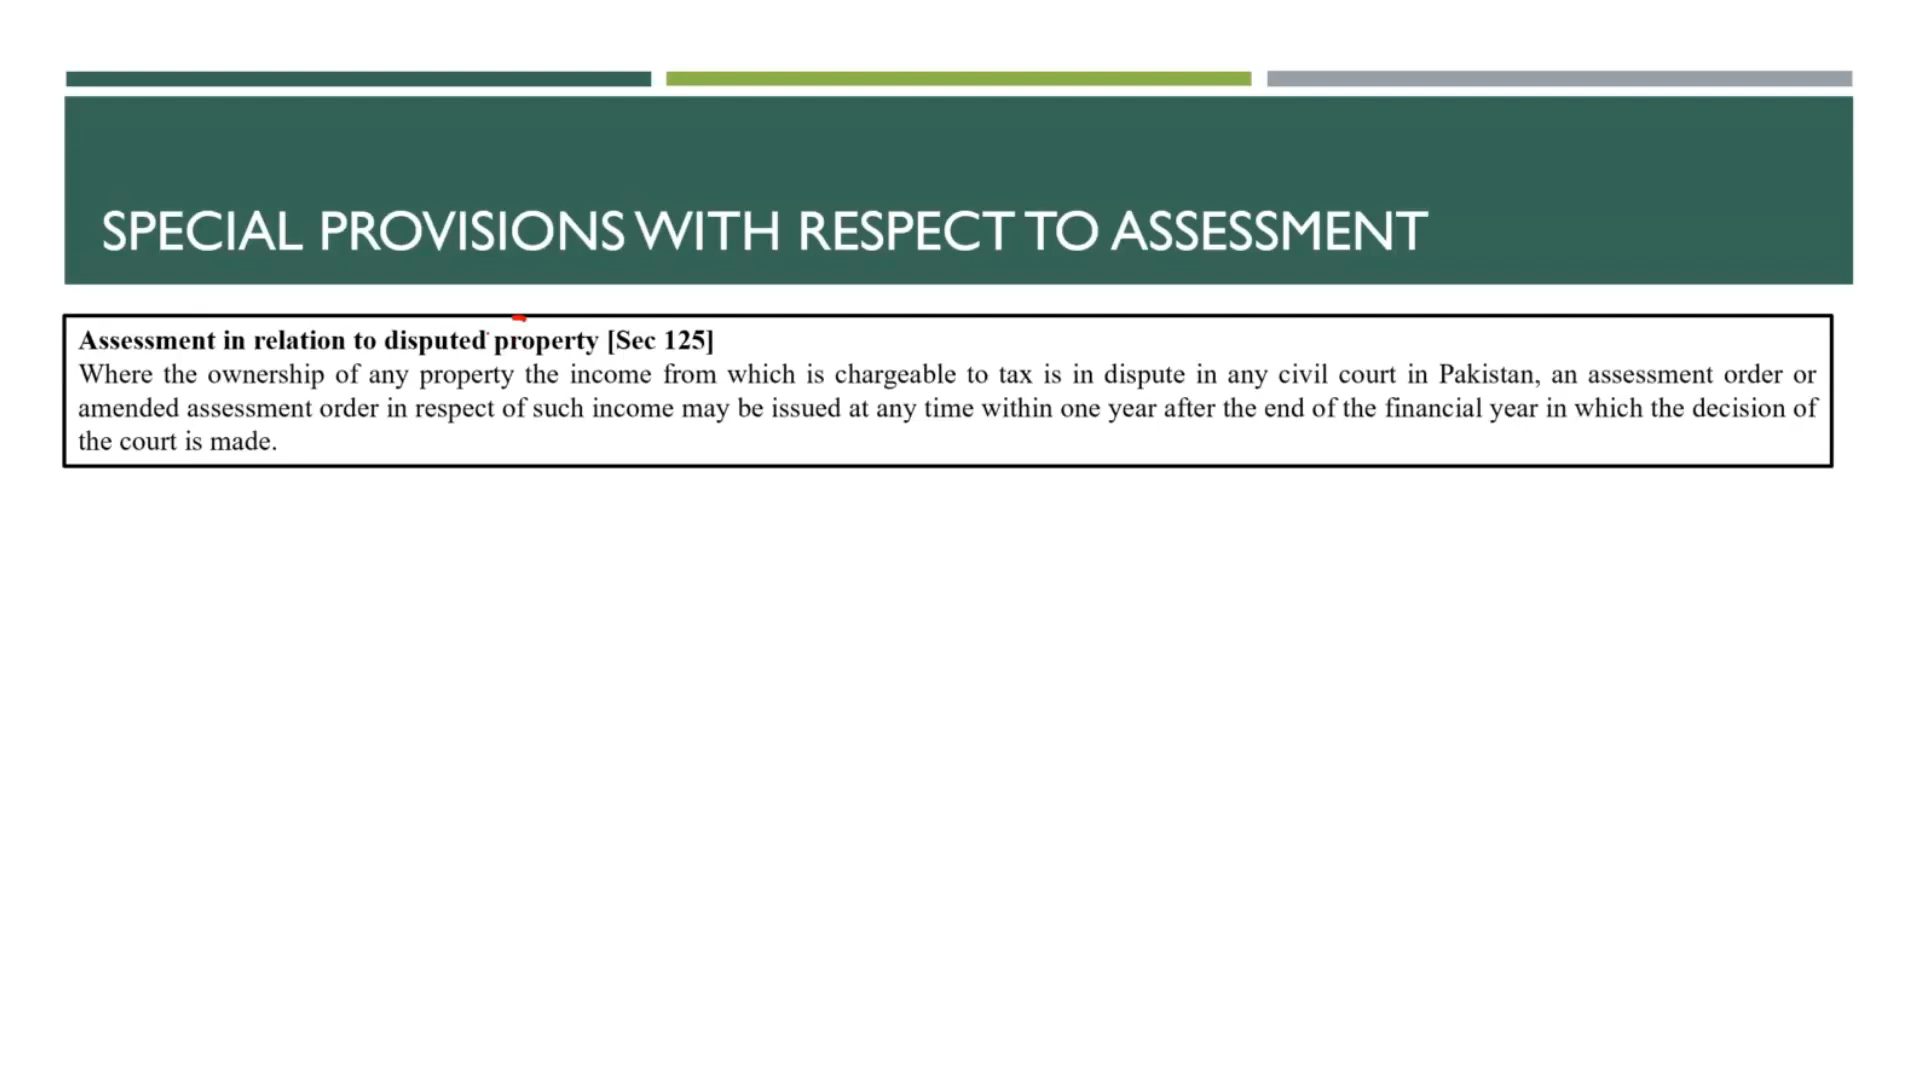 SPECIAL PROVISIONS WITH RESPECT TO ASSESSMENT
Assessment in relation to disputed property [Sec 125]
Where the ownership of any property the income from which is chargeable to tax is in dispute in any civil court in Pakistan, an assessment order or
amended assessment order in respect of such income may be issued at any time within one year after the end of the financial year in which the decision of
the court is made.